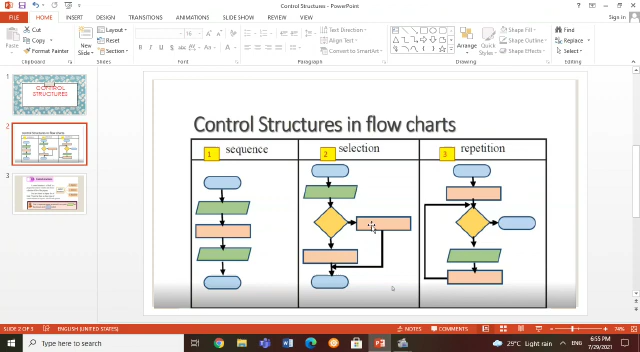 Control Structures - PowerPoint
Sign in
FILE HOME INSERT DESIGN TRANSITIONS ANIMATIONS SLIDE SHOW REVIEW VIEW
Paste
Cut
Copy
Format Painter
Clipboard
New Slide
Layout
Reset
Section
Slides
Font
Text Direction
Align Text
Convert to SmartArt
Paragraph
Arrange
Quick Styles
Shape Fill
Shape Outline
Shape Effects
Drawing
Find
Replace
Select
Editing
1
CONTROL
STRUCTURES
2
3
Control Structures in flow charts
1 sequence
2 selection
3 repetition
SLIDE 2 OF 3 ENGLISH (UNITED STATES)
NOTES COMMENTS 74%
Type here to search
29°C Light rain ENG
6:55 PM
7/29/2021